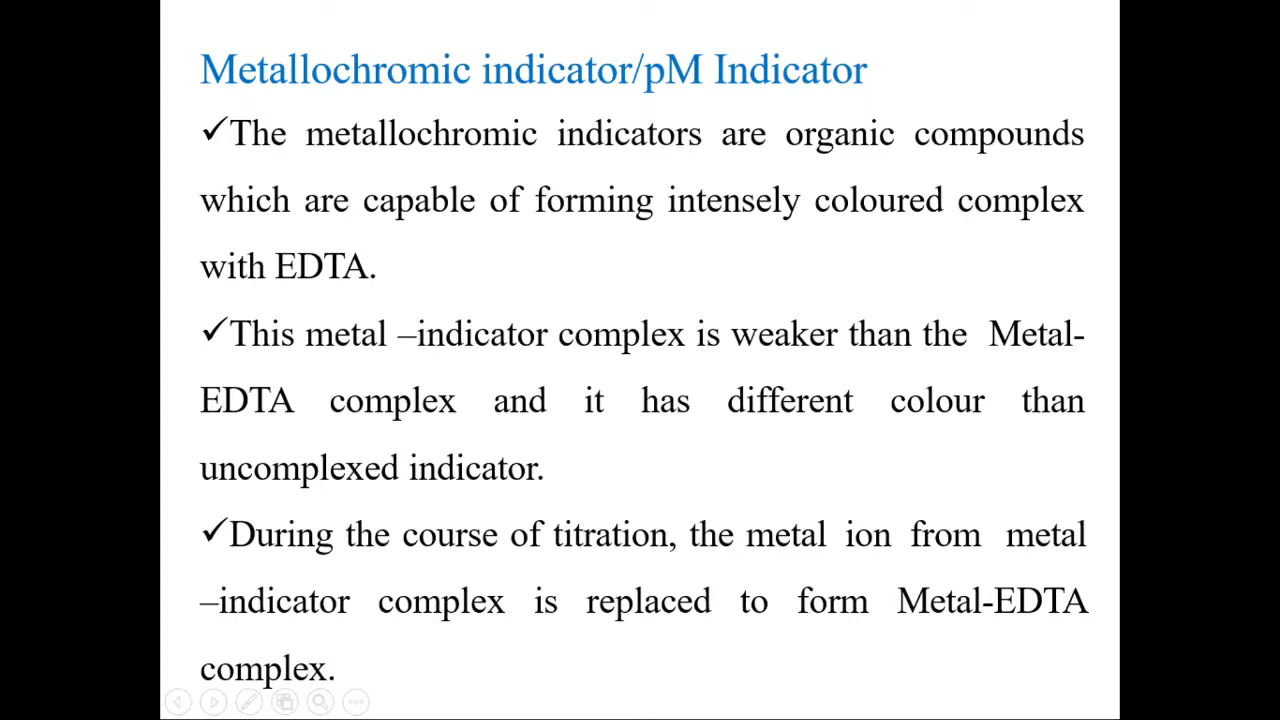 Metallochromic indicator/pM Indicator
✓The metallochromic indicators are organic compounds
which are capable of forming intensely coloured complex
with EDTA.
✓This metal –indicator complex is weaker than the Metal-
EDTA complex and it has different colour than
uncomplexed indicator.
✓During the course of titration, the metal ion from metal
–indicator complex is replaced to form Metal-EDTA
complex.